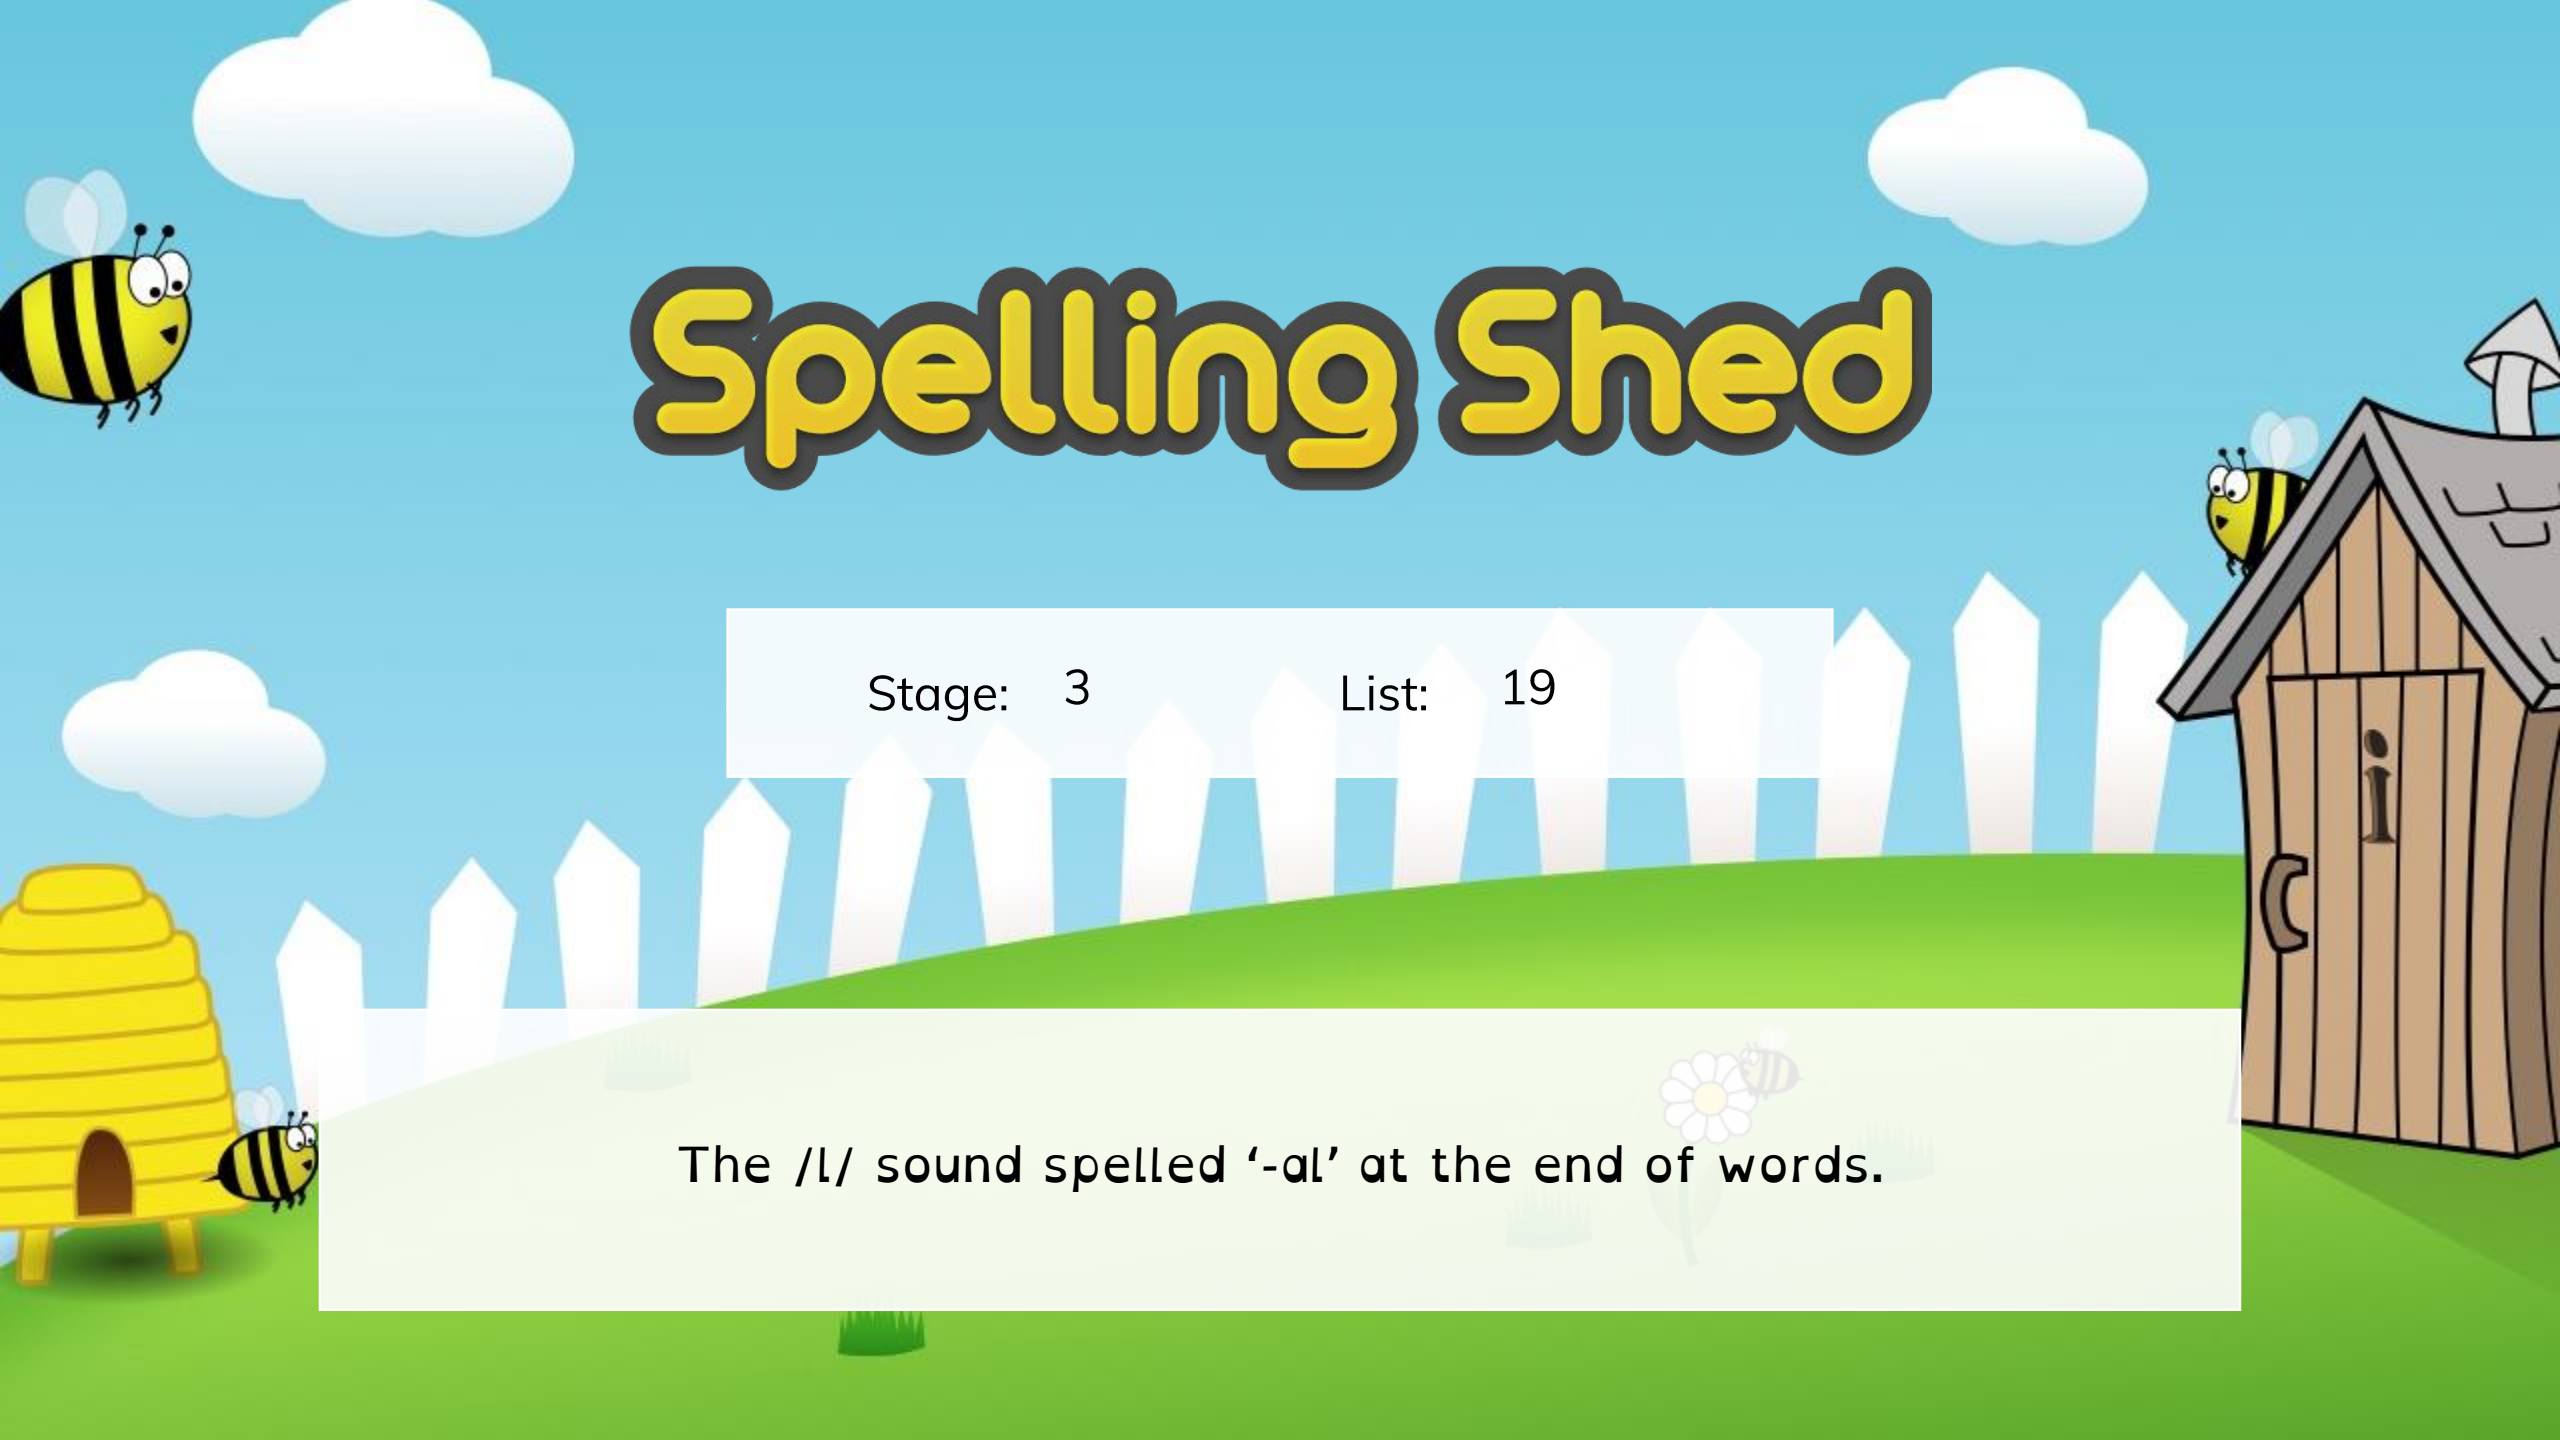 Spelling Shed
Stage: 3 List: 19
i
The /l/ sound spelled ‘-al’ at the end of words.